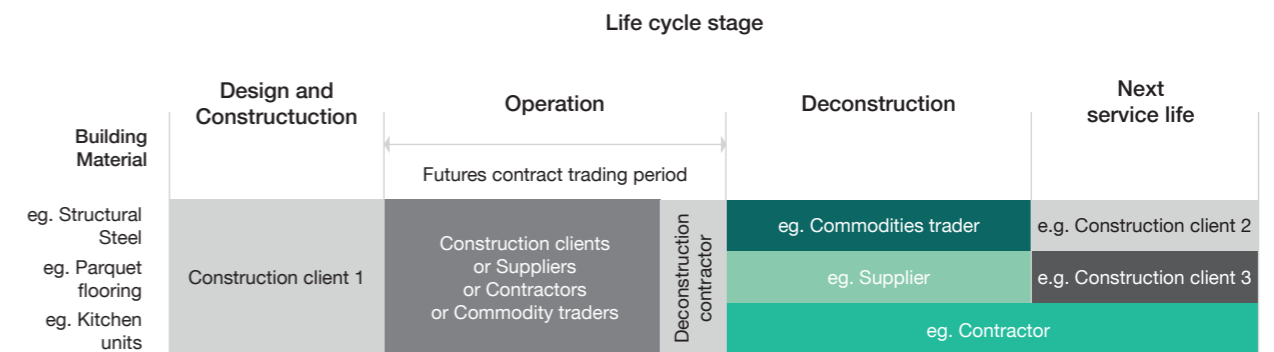 Life cycle stage
Design and
Constructuction
Operation
Deconstruction
Next
service life
Building
Material
Futures contract trading period
eg. Structural
Steel
eg. Parquet
flooring
eg. Kitchen
units
Construction client 1
Construction clients
or Suppliers
or Contractors
or Commodity traders
Deconstruction
contractor
eg. Commodities trader
e.g. Construction client 2
eg. Supplier
e.g. Construction client 3
eg. Contractor